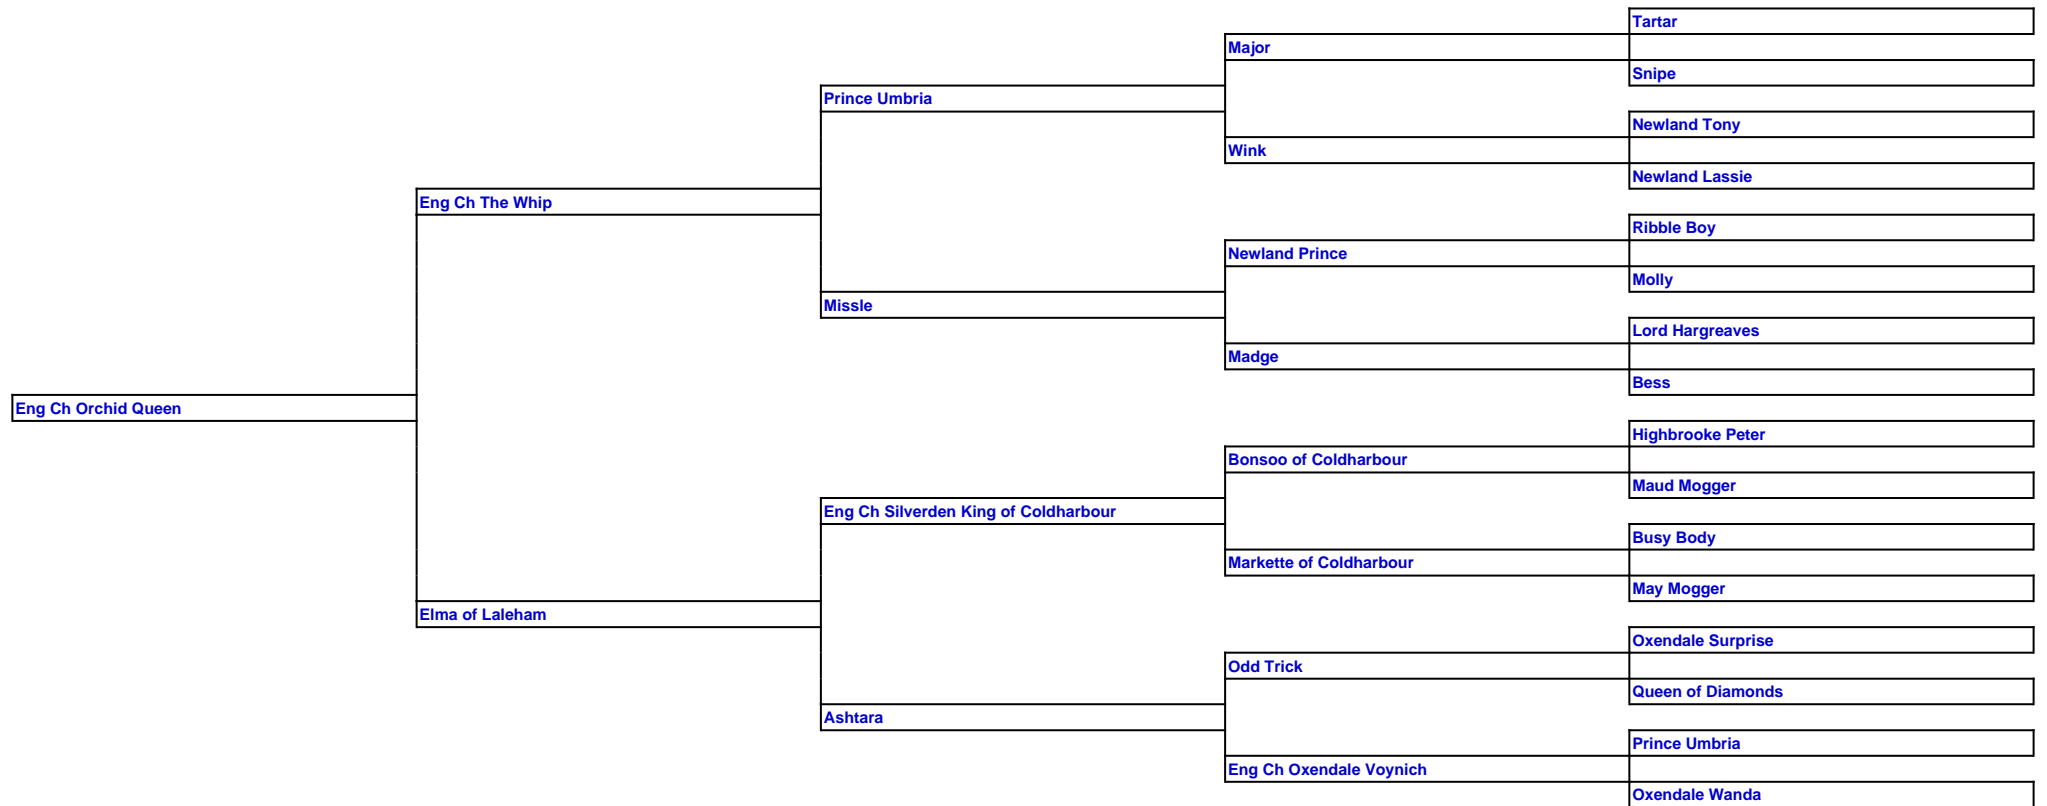 Tartar
Major
Snipe
Prince Umbria
Newland Tony
Wink
Newland Lassie
Eng Ch The Whip
Ribble Boy
Newland Prince
Molly
Missle
Lord Hargreaves
Madge
Bess
Eng Ch Orchid Queen
Highbrooke Peter
Bonsoo of Coldharbour
Maud Mogger
Eng Ch Silverden King of Coldharbour
Busy Body
Markette of Coldharbour
May Mogger
Elma of Laleham
Oxendale Surprise
Odd Trick
Queen of Diamonds
Ashtara
Prince Umbria
Eng Ch Oxendale Voynich
Oxendale Wanda